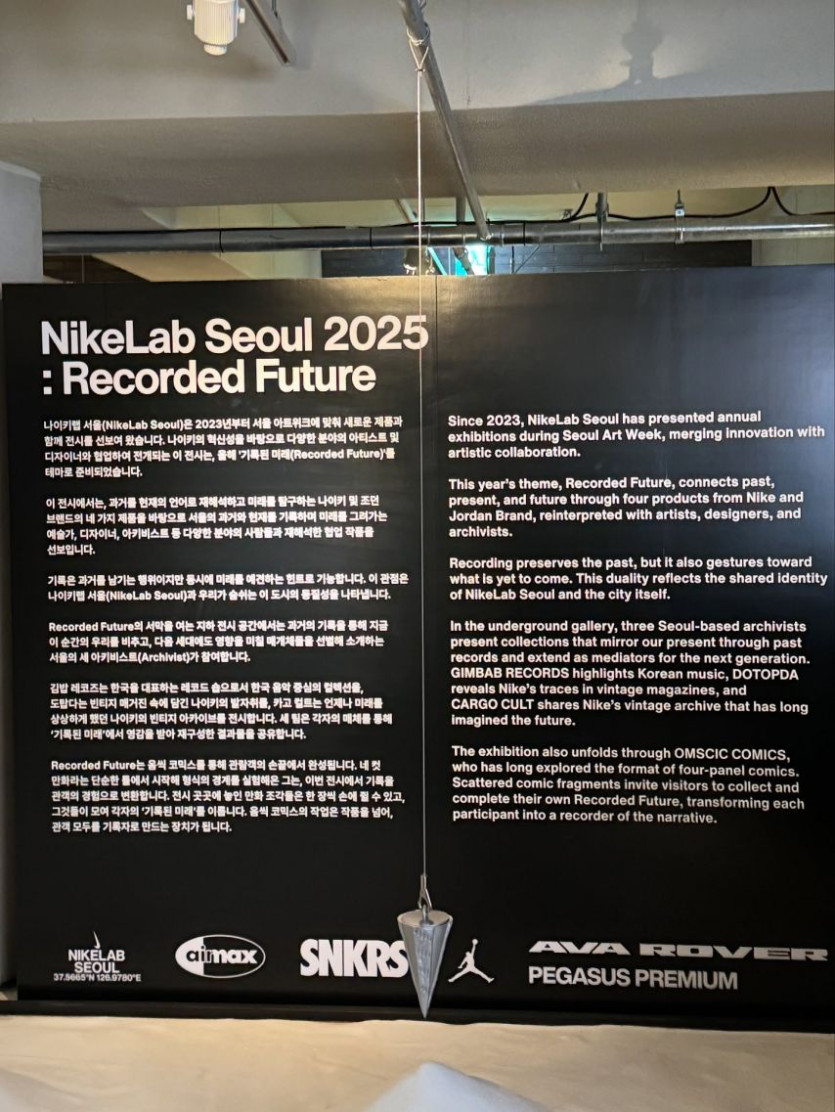 NikeLab Seoul 2025
: Recorded Future
나이키랩 서울(NikeLab Seoul)은 2023년부터 서울 아트위크에 맞춰 새로운 제품과
함께 전시를 선보여 왔습니다. 나이키의 혁신성을 바탕으로 다양한 분야의 아티스트 및
디자이너와 협업하여 전개되는 이 전시는, 올해 '기록된 미래(Recorded Future)'를
테마로 준비되었습니다.
이 전시에서는, 과거를 현재의 언어로 재해석하고 미래를 탐구하는 나이키 및 조던
브랜드의 네 가지 제품을 바탕으로 서울의 과거와 현재를 기록하며 미래를 그려가는
예술가, 디자이너, 아키비스트 등 다양한 분야의 사람들과 재해석한 협업 작품을
선보입니다.
기록은 과거를 남기는 행위이지만 동시에 미래를 예견하는 힌트로 기능합니다. 이 관점은
나이키랩 서울(NikeLab Seoul)과 우리가 숨쉬는 이 도시의 동질성을 나타냅니다.
Recorded Future의 서막을 여는 지하 전시 공간에서는 과거의 기록을 통해 지금
이 순간의 우리를 비추고, 다음 세대에도 영향을 미칠 매개체들을 선별해 소개하는
서울의 세 아키비스트(Archivist)가 참여합니다.
김밥 레코즈는 한국을 대표하는 레코드 숍으로서 한국 음악 중심의 컬렉션을,
도탑다는 빈티지 매거진 속에 담긴 나이키의 발자취를, 카고 컬트는 언제나 미래를
상상하게 했던 나이키의 빈티지 아카이브를 전시합니다. 세 팀은 각자의 매체를 통해
'기록된 미래'에서 영감을 받아 재구성한 결과물을 공유합니다.
Recorded Future는 옴씩 코믹스를 통해 관람객의 손끝에서 완성됩니다. 네 컷
만화라는 단순한 틀에서 시작해 형식의 경계를 실험해온 그는, 이번 전시에서 기록을
관객의 경험으로 변환합니다. 전시 곳곳에 놓인 만화 조각들은 한 장씩 손에 쥘 수 있고,
그것들이 모여 각자의 '기록된 미래'를 이룹니다. 옴씩 코믹스의 작업은 작품을 넘어,
관객 모두를 기록자로 만드는 장치가 됩니다.
Since 2023, NikeLab Seoul has presented annual
exhibitions during Seoul Art Week, merging innovation with
artistic collaboration.
This year's theme, Recorded Future, connects past,
present, and future through four products from Nike and
Jordan Brand, reinterpreted with artists, designers, and
archivists.
Recording preserves the past, but it also gestures toward
what is yet to come. This duality reflects the shared identity
of NikeLab Seoul and the city itself.
In the underground gallery, three Seoul-based archivists
present collections that mirror our present through past
records and extend as mediators for the next generation.
GIMBAB RECORDS highlights Korean music, DOTOPDA
reveals Nike's traces in vintage magazines, and
CARGO CULT shares Nike's vintage archive that has long
imagined the future.
The exhibition also unfolds through OMSCIC COMICS,
who has long explored the format of four-panel comics.
Scattered comic fragments invite visitors to collect and
complete their own Recorded Future, transforming each
participant into a recorder of the narrative.
NIKELAB
SEOUL
37.5665°N 126.9780°E
airmax
SNKRS
AVA ROVER
PEGASUS PREMIUM